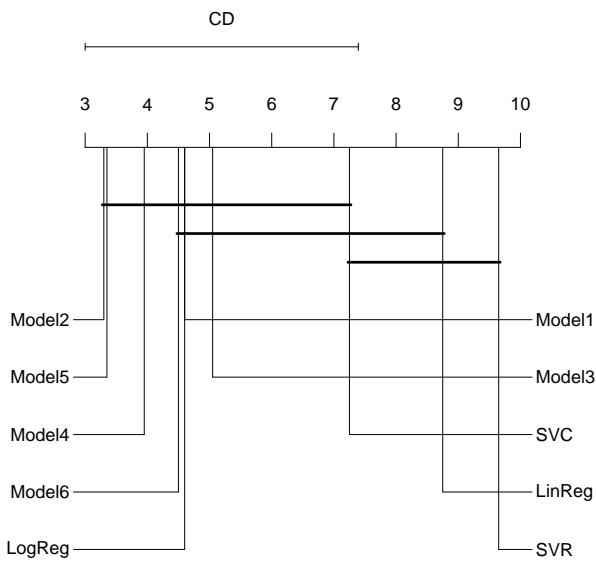 CD
3 4 5 6 7 8 9 10
Model2 Model1
Model5 Model3
Model4 SVC
Model6 LinReg
LogReg SVR